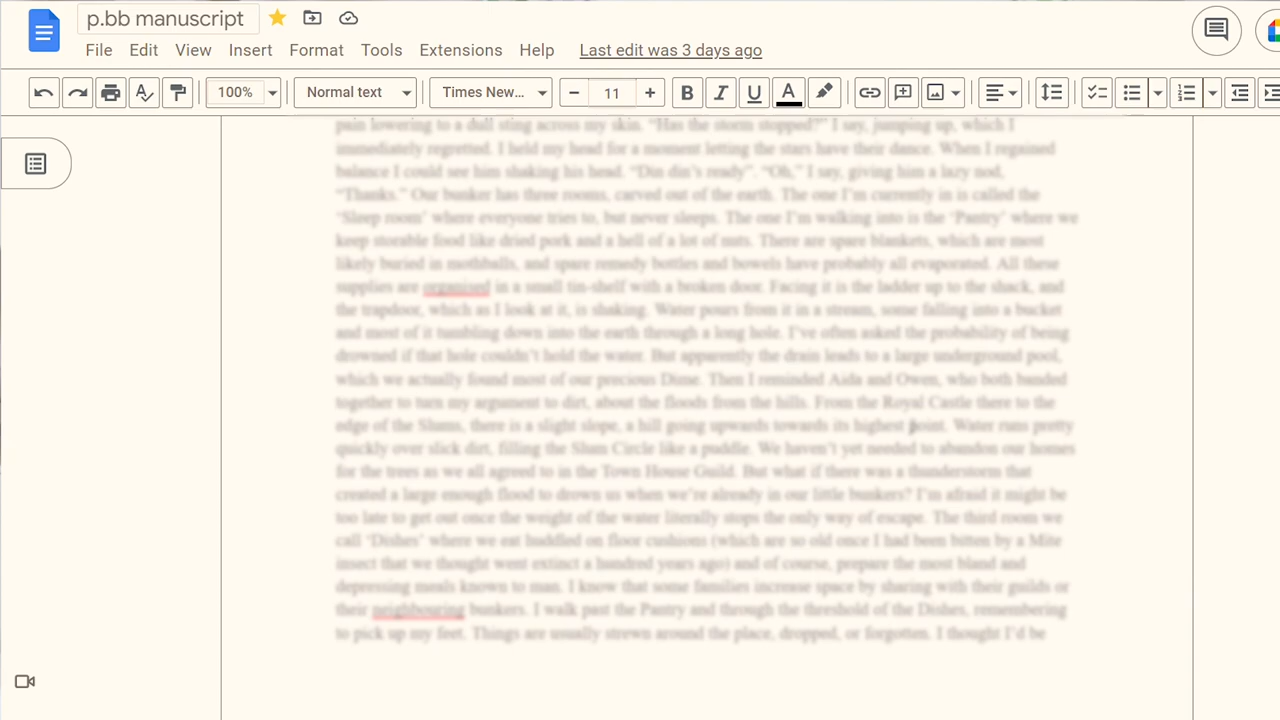 p.bb manuscript
File Edit View Insert Format Tools Extensions Help Last edit was 3 days ago
100% Normal text Times New... − 11 + B I U A
pain lowering to a dull sting across my skin. “Has the storm stopped?” I say, jumping up, which I
immediately regretted. I held my head for a moment letting the stars have their dance. When I regained
balance I could see him shaking his head. “Din din’s ready”. “Oh,” I say, giving him a lazy nod,
“Thanks.” Our bunker has three rooms, carved out of the earth. The one I’m currently in is called the
‘Sleep room’ where everyone tries to, but never sleeps. The one I’m walking into is the ‘Pantry’ where we
keep storable food like dried pork and a hell of a lot of nuts. There are spare blankets, which are most
likely buried in mothballs, and spare remedy bottles and bowels have probably all evaporated. All these
supplies are organised in a small tin-shelf with a broken door. Facing it is the ladder up to the shack, and
the trapdoor, which as I look at it, is shaking. Water pours from it in a stream, some falling into a bucket
and most of it tumbling down into the earth through a long hole. I’ve often asked the probability of being
drowned if that hole couldn’t hold the water. But apparently the drain leads to a large underground pool,
which we actually found most of our precious Dime. Then I reminded Aida and Owen, who both banded
together to turn my argument to dirt, about the floods from the hills. From the Royal Castle there to the
edge of the Slums, there is a slight slope, a hill going upwards towards its highest point. Water runs pretty
quickly over slick dirt, filling the Slum Circle like a puddle. We haven’t yet needed to abandon our homes
for the trees as we all agreed to in the Town House Guild. But what if there was a thunderstorm that
created a large enough flood to drown us when we’re already in our little bunkers? I’m afraid it might be
too late to get out once the weight of the water literally stops the only way of escape. The third room we
call ‘Dishes’ where we eat huddled on floor cushions (which are so old once I had been bitten by a Mite
insect that we thought went extinct a hundred years ago) and of course, prepare the most bland and
depressing meals known to man. I know that some families increase space by sharing with their guilds or
their neighbouring bunkers. I walk past the Pantry and through the threshold of the Dishes, remembering
to pick up my feet. Things are usually strewn around the place, dropped, or forgotten. I thought I’d be